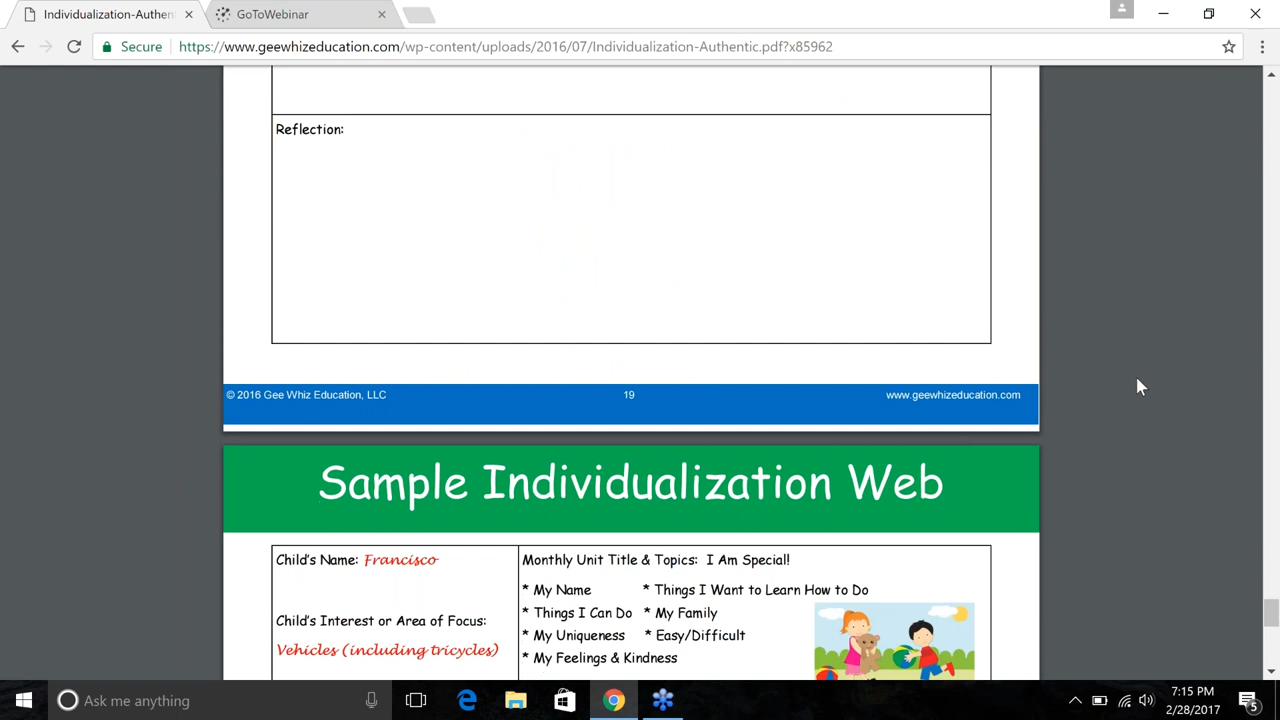 Individualization-Authen
GoToWebinar
Secure
https://www.geewhizeducation.com/wp-content/uploads/2016/07/Individualization-Authentic.pdf?x85962
Reflection:
© 2016 Gee Whiz Education, LLC 19 www.geewhizeducation.com
Sample Individualization Web
Child's Name: Francisco
Child's Interest or Area of Focus:
Vehicles (including tricycles)
Monthly Unit Title & Topics: I Am Special!
* My Name * Things I Want to Learn How to Do
* Things I Can Do * My Family
* My Uniqueness * Easy/Difficult
* My Feelings & Kindness
Ask me anything
7:15 PM
2/28/2017
5